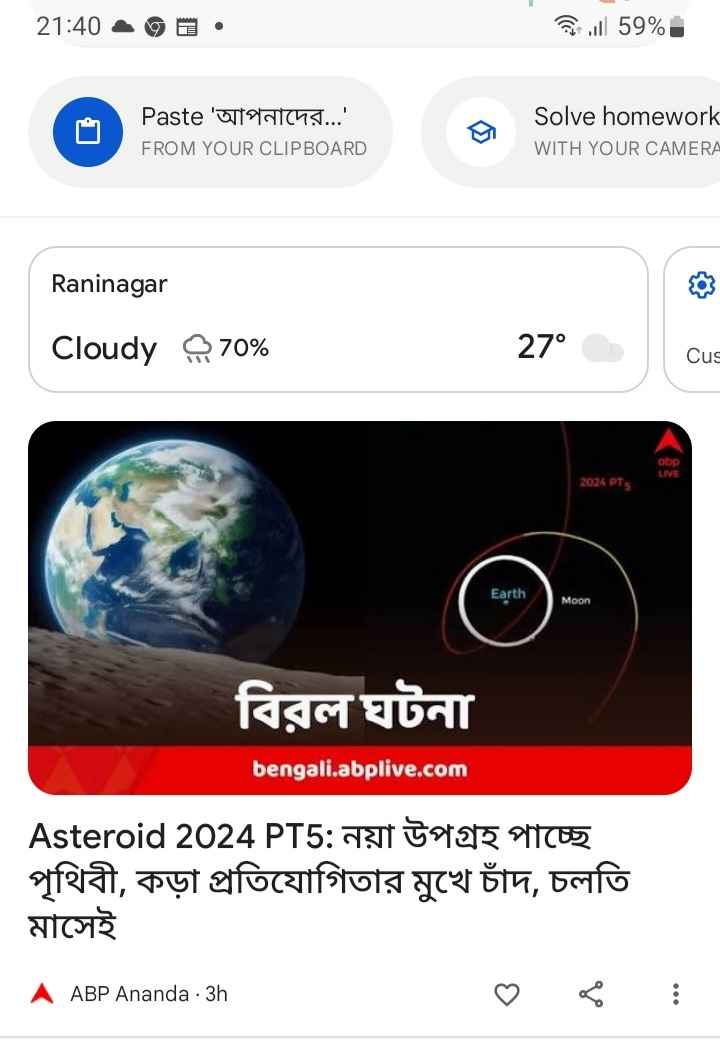 21:40 59%
Paste 'আপনাদের...'
FROM YOUR CLIPBOARD
Solve homework
WITH YOUR CAMERA
Raninagar
Cloudy 70% 27°
Cus
abp
LIVE
2024 PT5
Earth
Moon
বিরল ঘটনা
bengali.abplive.com
Asteroid 2024 PT5: নয়া উপগ্রহ পাচ্ছে
পৃথিবী, কড়া প্রতিযোগিতার মুখে চাঁদ, চলতি
মাসেই
ABP Ananda · 3h